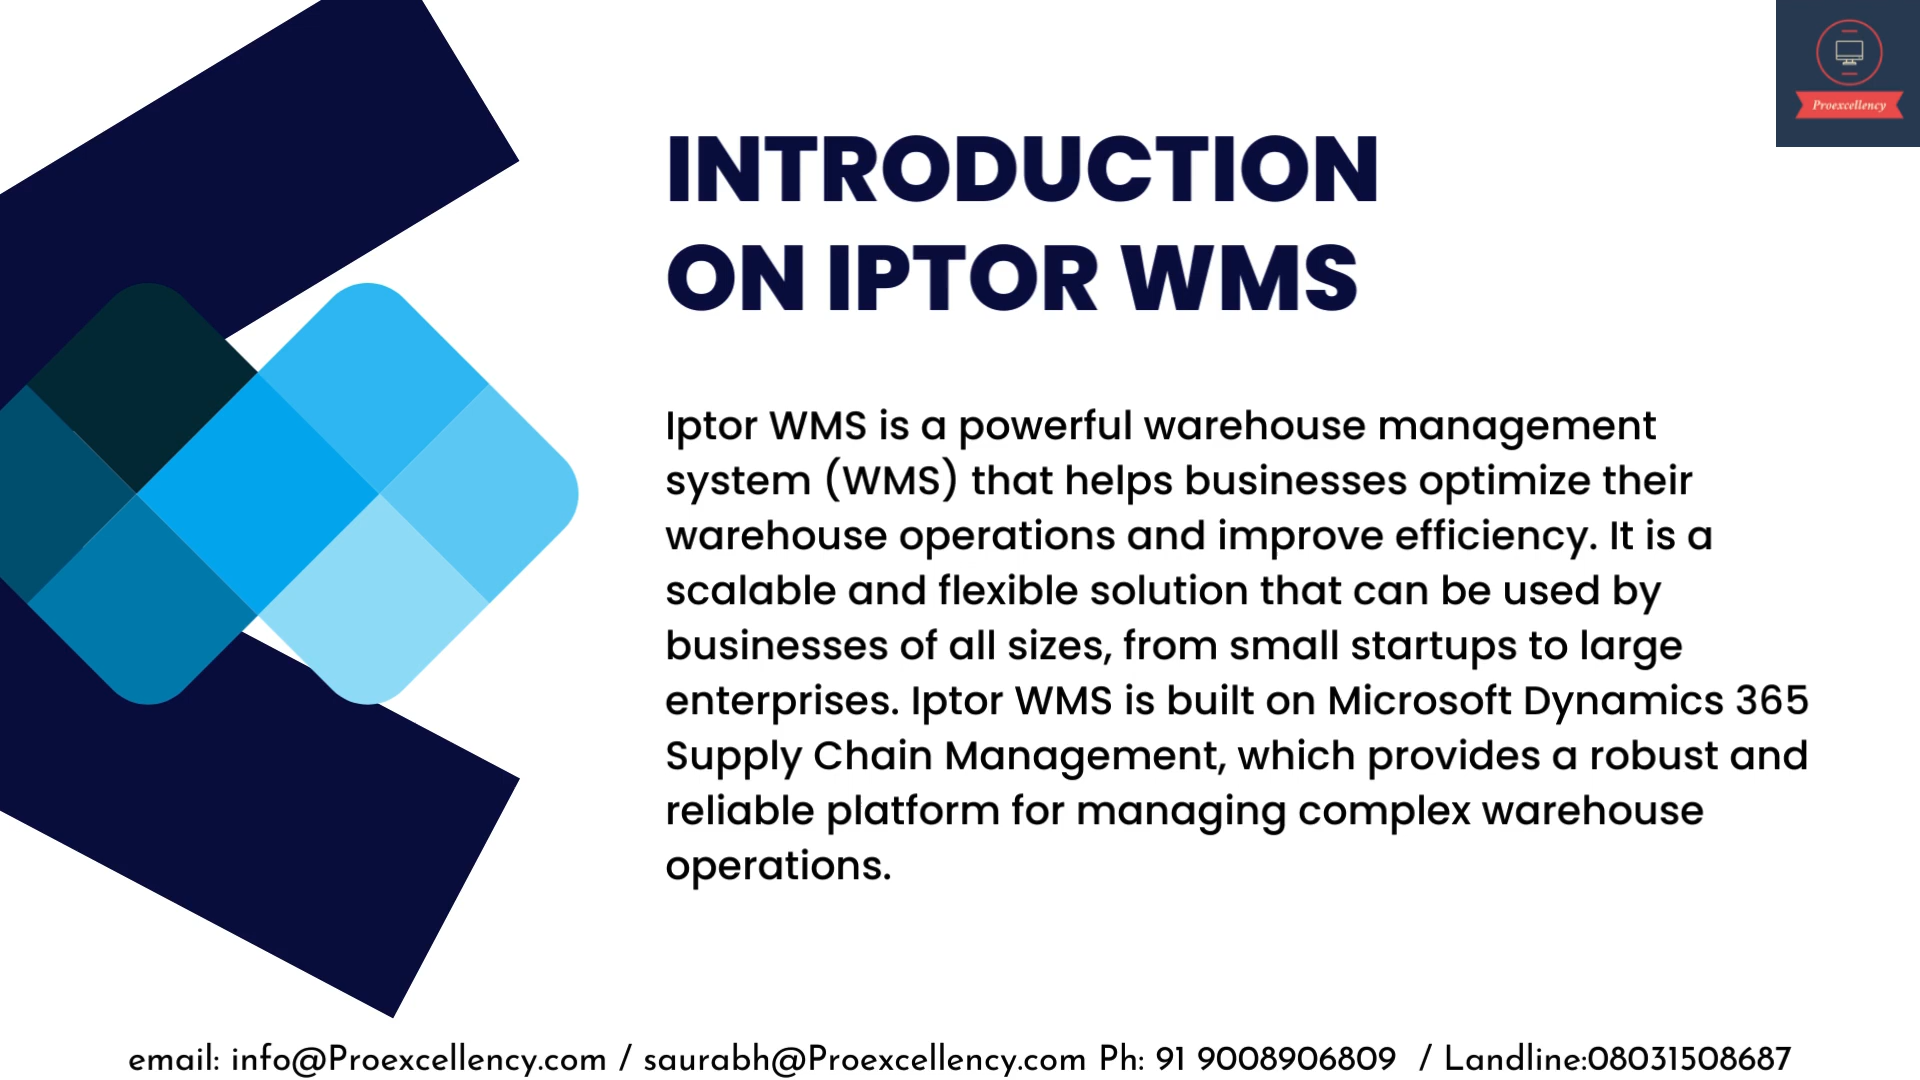 Proexcellency
INTRODUCTION
ON IPTOR WMS
Iptor WMS is a powerful warehouse management
system (WMS) that helps businesses optimize their
warehouse operations and improve efficiency. It is a
scalable and flexible solution that can be used by
businesses of all sizes, from small startups to large
enterprises. Iptor WMS is built on Microsoft Dynamics 365
Supply Chain Management, which provides a robust and
reliable platform for managing complex warehouse
operations.
email: info@Proexcellency.com / saurabh@Proexcellency.com Ph: 91 9008906809 / Landline:08031508687